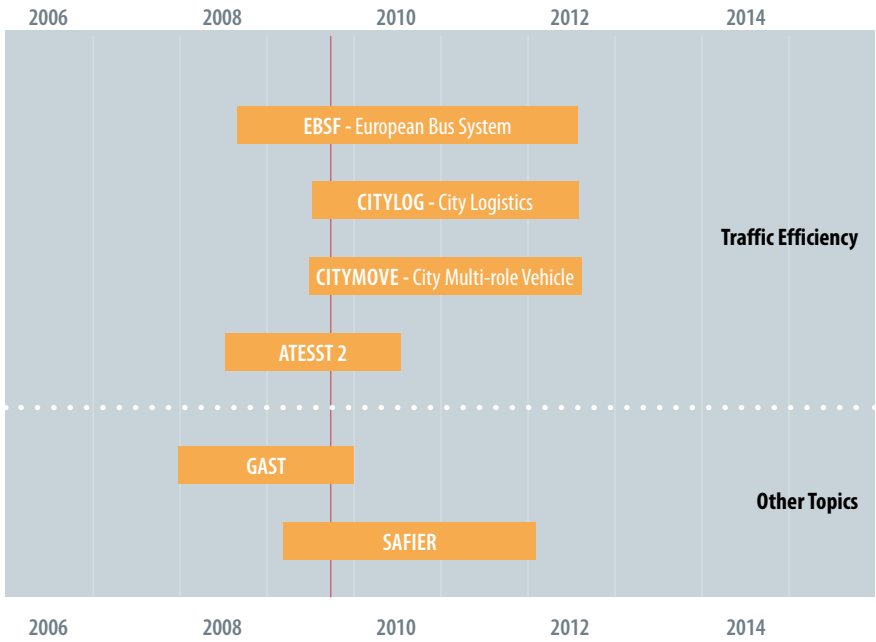 2006 2008 2010 2012 2014
EBSF - European Bus System
CITYLOG - City Logistics
Traffic Efficiency
CITYMOVE - City Multi-role Vehicle
ATESST 2
GAST
Other Topics
SAFIER
2006 2008 2010 2012 2014